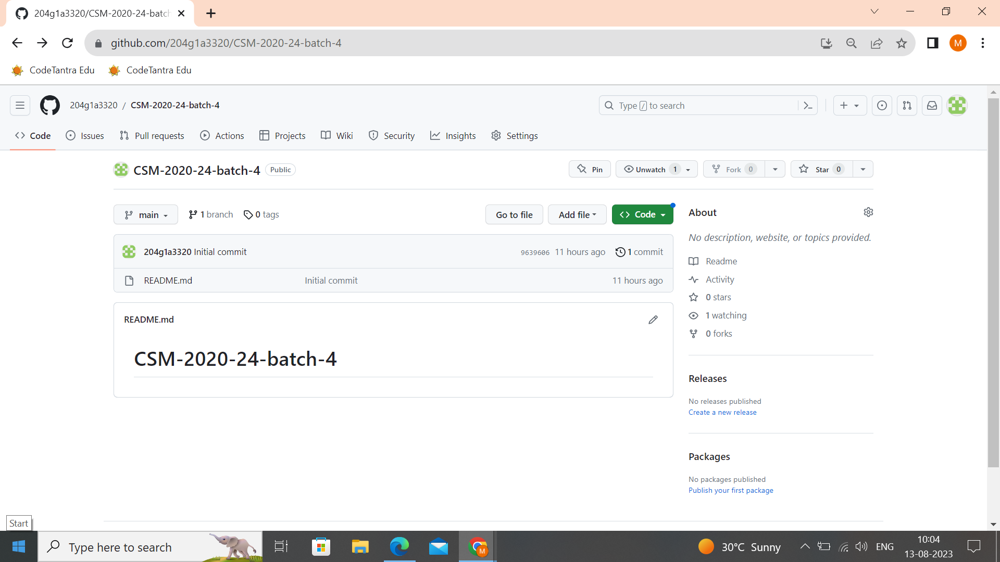 204g1a3320/CSM-2020-24-batch
github.com/204g1a3320/CSM-2020-24-batch-4
M
CodeTantra Edu CodeTantra Edu
204g1a3320 / CSM-2020-24-batch-4
Type / to search
Code Issues Pull requests Actions Projects Wiki Security Insights Settings
CSM-2020-24-batch-4 Public
Pin Unwatch 1 Fork 0 Star 0
main 1 branch 0 tags
Go to file Add file Code
204g1a3320 Initial commit 9639606 11 hours ago 1 commit
README.md Initial commit 11 hours ago
README.md
CSM-2020-24-batch-4
About
No description, website, or topics provided.
Readme
Activity
0 stars
1 watching
0 forks
Releases
No releases published
Create a new release
Packages
No packages published
Publish your first package
Start
Type here to search
M
30°C Sunny
ENG
10:04
13-08-2023